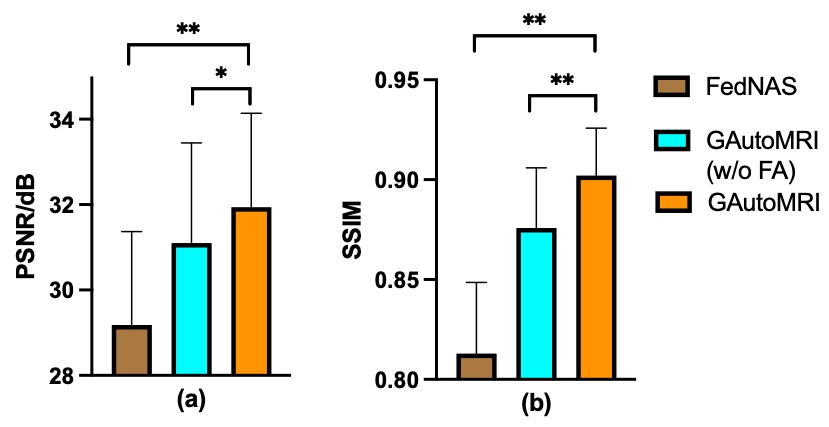 **
*
34
32
30
28
PSNR/dB
(a)
**
**
0.95
0.90
0.85
0.80
SSIM
(b)
FedNAS
GAutoMRI
(w/o FA)
GAutoMRI